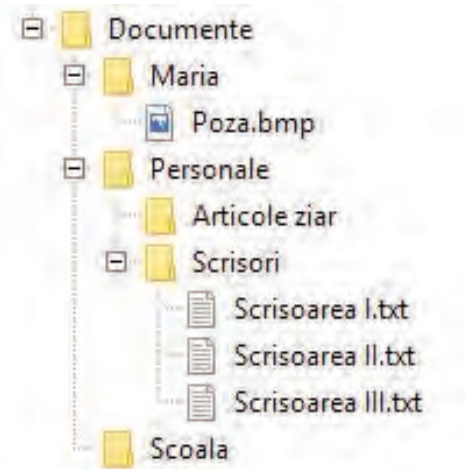 Documente
Maria
Poza.bmp
Personale
Articole ziar
Scrisori
Scrisoarea I.txt
Scrisoarea II.txt
Scrisoarea III.txt
Scoala